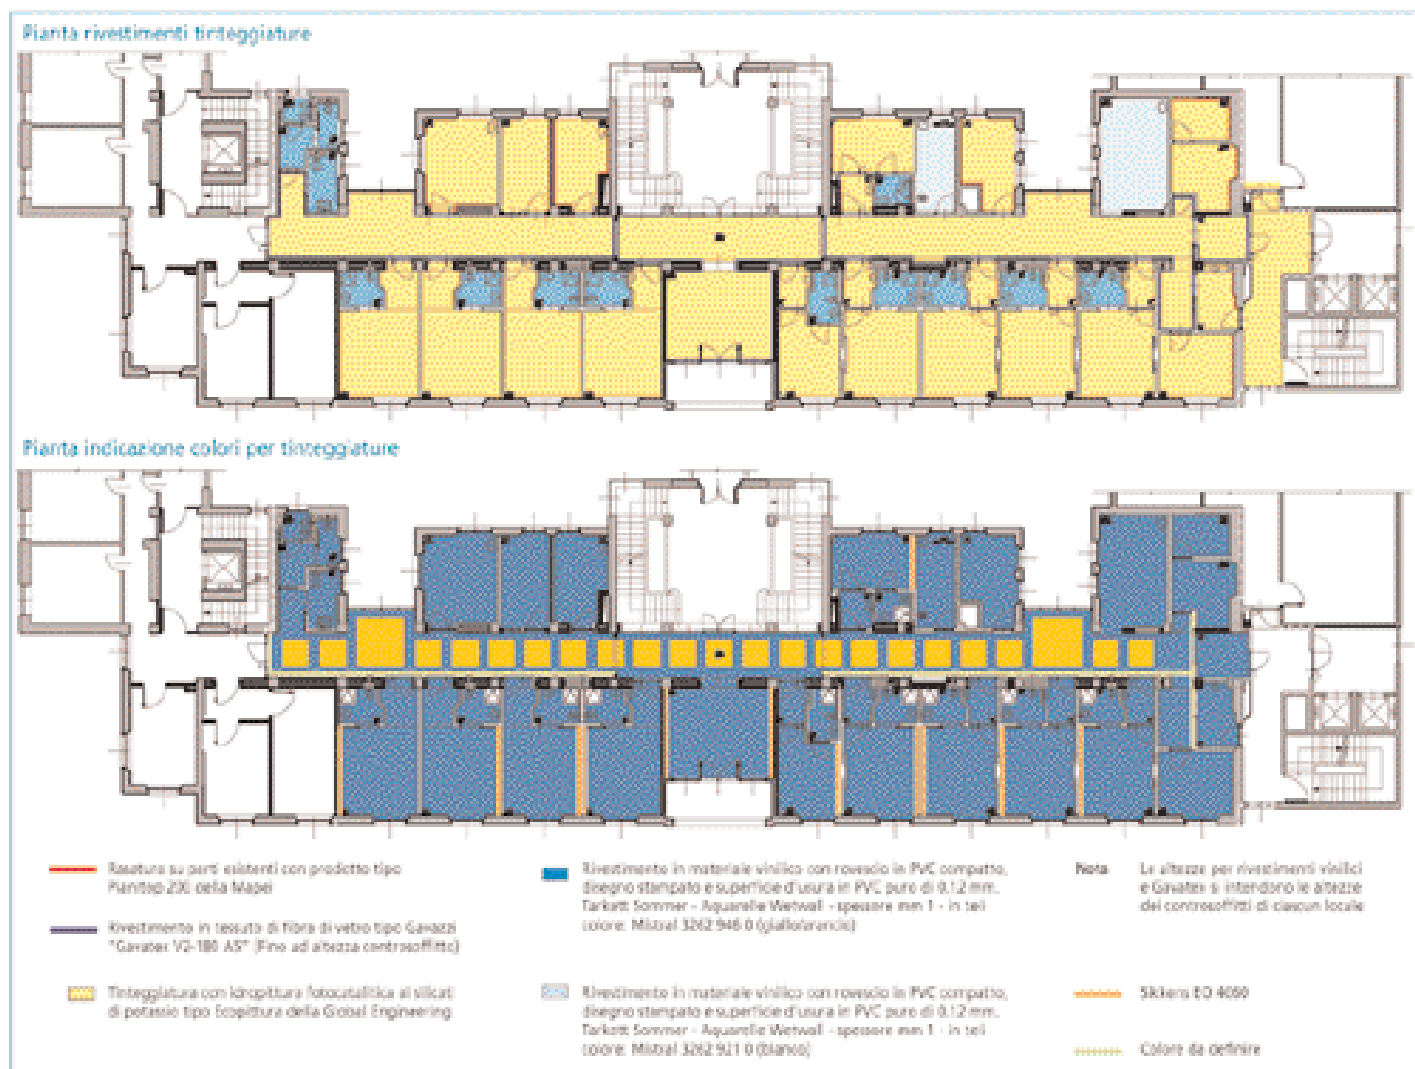 Pianta rivestimenti tinteggiature
Pianta indicazione colori per tinteggiature
Rasatura su parti esistenti con prodotto tipo
Planitop 200 della Mapei
Rivestimento in tessuto di fibra di vetro tipo Gavazzi
"Gavatex V2-180 AS" (Fino ad altezza controsoffitto)
Tinteggiatura con idropittura fotocatalitica ai silicati
di potassio tipo Ecopittura della Global Engineering
Rivestimento in materiale vinilico con rovescio in PVC compatto,
disegno stampato e superficie d'usura in PVC puro di 0.12 mm.
Tarkett Sommer - Aquarelle Wetwall - spessore mm 1 - in teli
colore: Mistral 3262 946 0 (giallo/arancio)
Rivestimento in materiale vinilico con rovescio in PVC compatto,
disegno stampato e superficie d'usura in PVC puro di 0.12 mm.
Tarkett Sommer - Aquarelle Wetwall - spessore mm 1 - in teli
colore: Mistral 3262 921 0 (bianco)
Nota
Le altezze per rivestimenti vinilici
e Gavatex si intendono le altezze
dei controsoffitti di ciascun locale
Sikkens E0 4060
Colore da definire